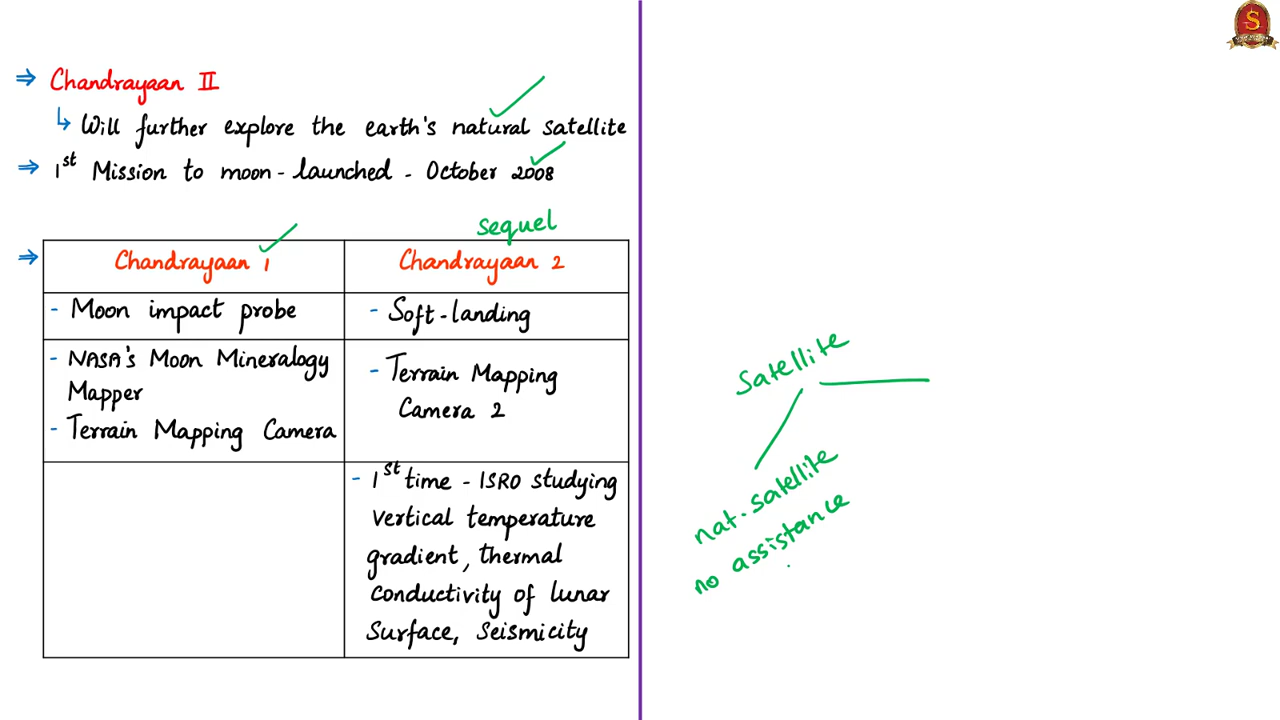 ⇒ Chandrayaan II
↳ Will further explore the earth's natural satellite
⇒ 1st Mission to moon - launched - October 2008
sequel
⇒ Chandrayaan 1
Chandrayaan 2
- Moon impact probe
- Soft-landing
- NASA's Moon Mineralogy
Mapper
- Terrain Mapping Camera
- Terrain Mapping
Camera 2
- 1st time - ISRO studying
vertical temperature
gradient, thermal
conductivity of lunar
Surface, Seismicity
Satellite
nat. satellite
no assistance
S